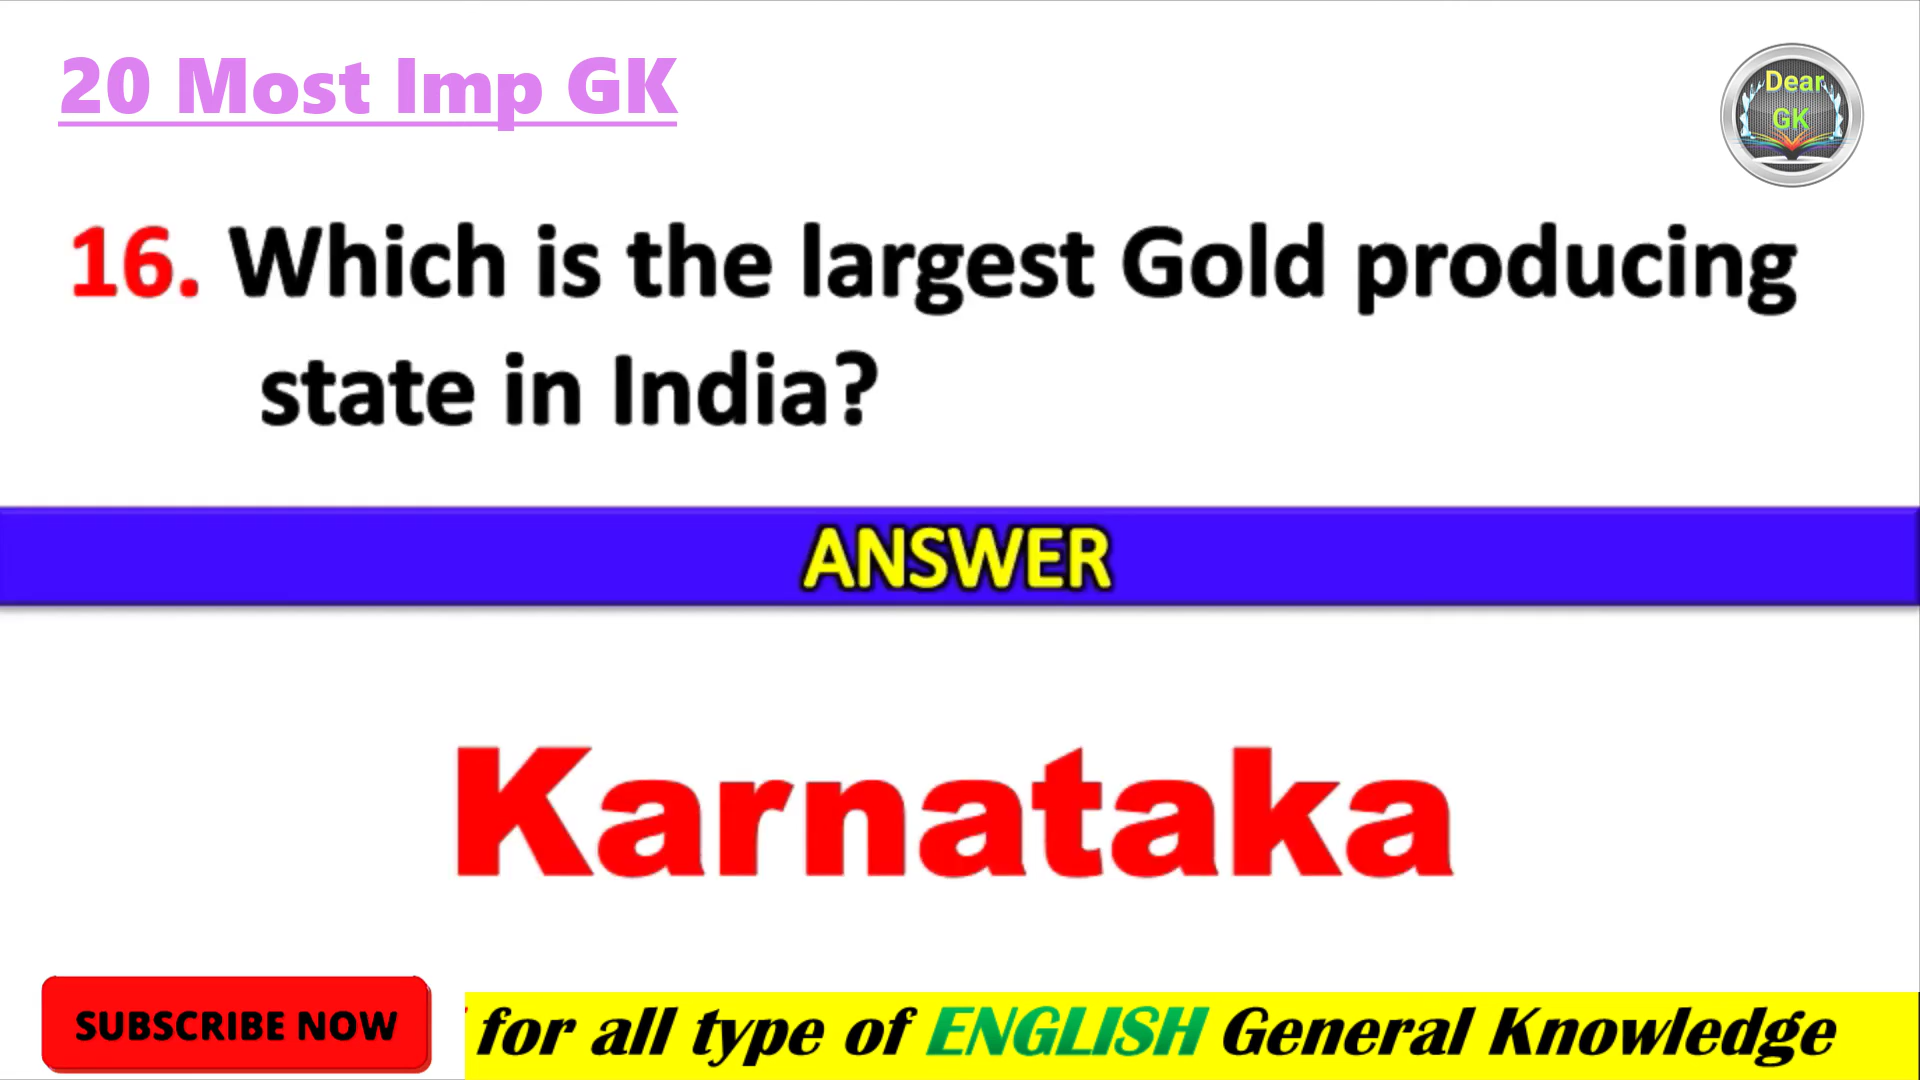 20 Most Imp GK
Dear
GK
16. Which is the largest Gold producing
state in India?
ANSWER
Karnataka
SUBSCRIBE NOW
for all type of ENGLISH General Knowledge